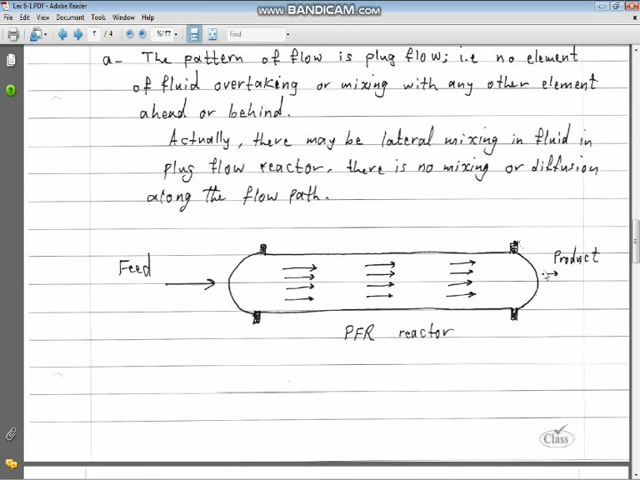 Lec 6-1.PDF - Adobe Reader
WWW.BANDICAM.COM
File Edit View Document Tools Window Help
/ 4
a- The pattern of flow is plug flow; i.e no element
of fluid overtaking or mixing with any other element
ahead or behind.
Actually, there may be lateral mixing in fluid in
plug flow reactor, there is no mixing or diffusion
along the flow path.
Feed
Product
PFR reactor
Class